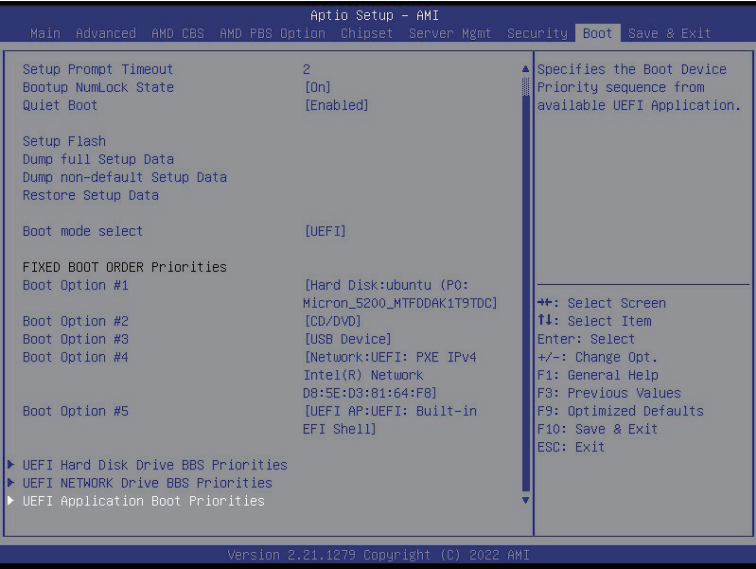 Aptio Setup - AMI
Main Advanced AMD CBS AMD PBS Option Chipset Server Mgmt Security Boot Save & Exit
Setup Prompt Timeout 2
Bootup NumLock State [On]
Quiet Boot [Enabled]
Setup Flash
Dump full Setup Data
Dump non-default Setup Data
Restore Setup Data
Boot mode select [UEFI]
FIXED BOOT ORDER Priorities
Boot Option #1 [Hard Disk:ubuntu (P0:
Micron_5200_MTFDDAK1T9TDC]
Boot Option #2 [CD/DVD]
Boot Option #3 [USB Device]
Boot Option #4 [Network:UEFI: PXE IPv4
Intel(R) Network
D8:5E:D3:81:64:F8]
Boot Option #5 [UEFI AP:UEFI: Built-in
EFI Shell]
UEFI Hard Disk Drive BBS Priorities
UEFI NETWORK Drive BBS Priorities
UEFI Application Boot Priorities
Specifies the Boot Device
Priority sequence from
available UEFI Application.
→←: Select Screen
↑↓: Select Item
Enter: Select
+/-: Change Opt.
F1: General Help
F3: Previous Values
F9: Optimized Defaults
F10: Save & Exit
ESC: Exit
Version 2.21.1279 Copyright (C) 2022 AMI